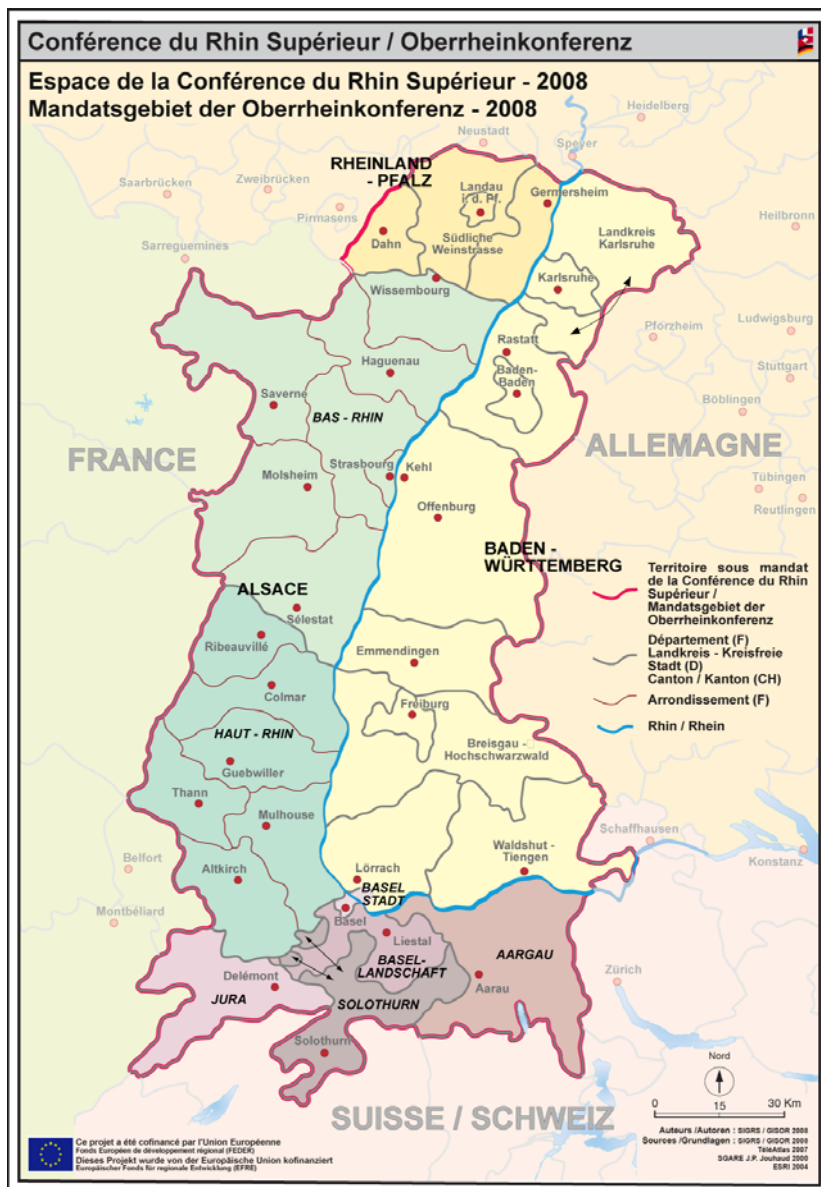 Conférence du Rhin Supérieur / Oberrheinkonferenz
Espace de la Conférence du Rhin Supérieur - 2008
Mandatsgebiet der Oberrheinkonferenz - 2008
Heidelberg
Neustadt
Speyer
RHEINLAND
- PFALZ
Saarbrücken
Zweibrücken
Pirmasens
Landau
i. d. Pf.
Germersheim
Heilbronn
Sarreguemines
Dahn
Südliche
Weinstrasse
Landkreis
Karlsruhe
Wissembourg
Karlsruhe
Pforzheim
Ludwigsburg
Rastatt
Haguenau
Baden-
Baden
Stuttgart
Saverne
Böblingen
BAS - RHIN
FRANCE
ALLEMAGNE
Strasbourg
Kehl
Molsheim
Tübingen
Reutlingen
Offenburg
BADEN -
WÜRTTEMBERG
ALSACE
Sélestat
Ribeauvillé
Emmendingen
Colmar
Freiburg
HAUT - RHIN
Breisgau -
Hochschwarzwald
Guebwiller
Thann
Mulhouse
Schaffhausen
Waldshut -
Tiengen
Konstanz
Belfort
Altkirch
Lörrach
BASEL
STADT
Montbéliard
Basel
Liestal
BASEL-
LANDSCHAFT
AARGAU
Delémont
Aarau
Zürich
JURA
SOLOTHURN
Solothurn
SUISSE / SCHWEIZ
Territoire sous mandat
de la Conférence du Rhin
Supérieur /
Mandatsgebiet der
Oberrheinkonferenz
Département (F)
Landkreis - Kreisfreie
Stadt (D)
Canton / Kanton (CH)
Arrondissement (F)
Rhin / Rhein
Nord
0 15 30 Km
Auteurs /Autoren : SIGRS / GISOR 2008
Sources /Grundlagen : SIGRS / GISOR 2008
TéléAtlas 2007
SGARE J.P. Jouhaud 2000
ESRI 2004
Ce projet a été cofinancé par l'Union Européenne
Fonds Européen de développement régional (FEDER)
Dieses Projekt wurde von der Europäische Union kofinanziert
Europäischer Fonds für regionale Entwicklung (EFRE)